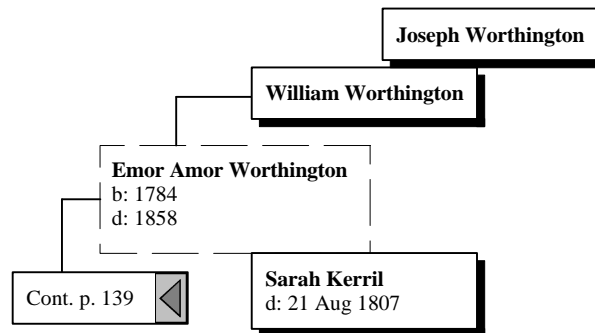 Joseph Worthington
William Worthington
Emor Amor Worthington
b: 1784
d: 1858
Sarah Kerril
d: 21 Aug 1807
Cont. p. 139